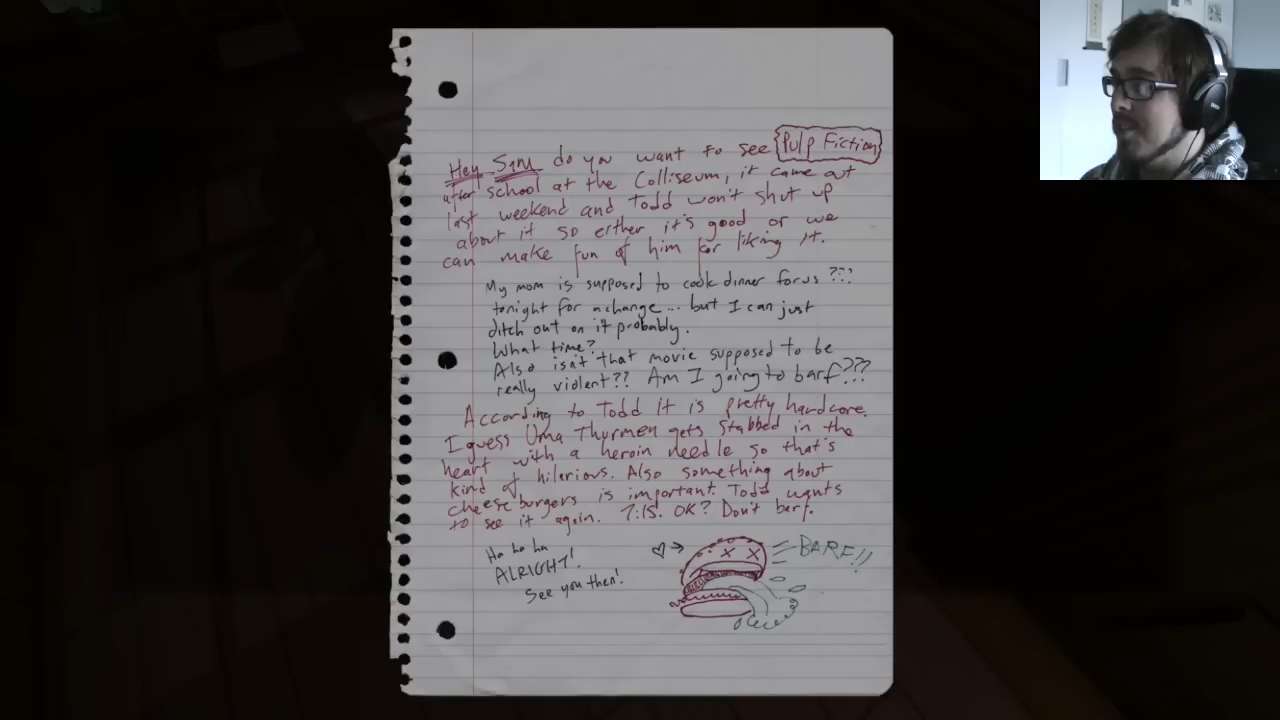 Hey Sam do you want to see Pulp Fiction
after school at the Colliseum, it came out
last weekend and Todd won't shut up
about it so either it's good or we
can make fun of him for liking it.
My mom is supposed to cook dinner for us ???
tonight for a change... but I can just
ditch out on it probably.
What time?
Also isn't that movie supposed to be
really violent?? Am I going to barf???
According to Todd it is pretty hardcore.
I guess Uma Thurmen gets stabbed in the
heart with a heroin needle so that's
kind of hilerious. Also something about
cheeseburgers is important. Todd wants
to see it again. 7:15. OK? Don't barf.
Ha ha ha
ALRIGHT!
See you then!
BARF!!